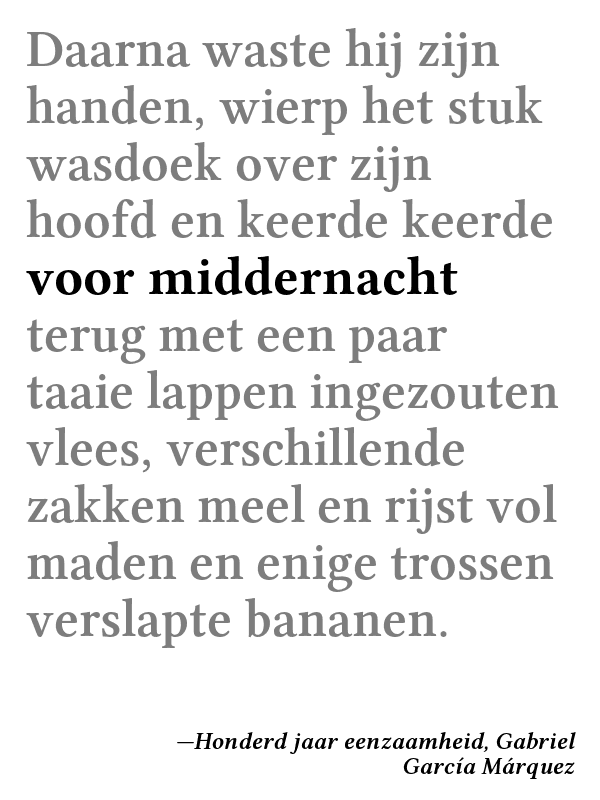 Daarna waste hij zijn
handen, wierp het stuk
wasdoek over zijn
hoofd en keerde keerde
voor middernacht
terug met een paar
taaie lappen ingezouten
vlees, verschillende
zakken meel en rijst vol
maden en enige trossen
verslapte bananen.
—Honderd jaar eenzaamheid, Gabriel
García Márquez